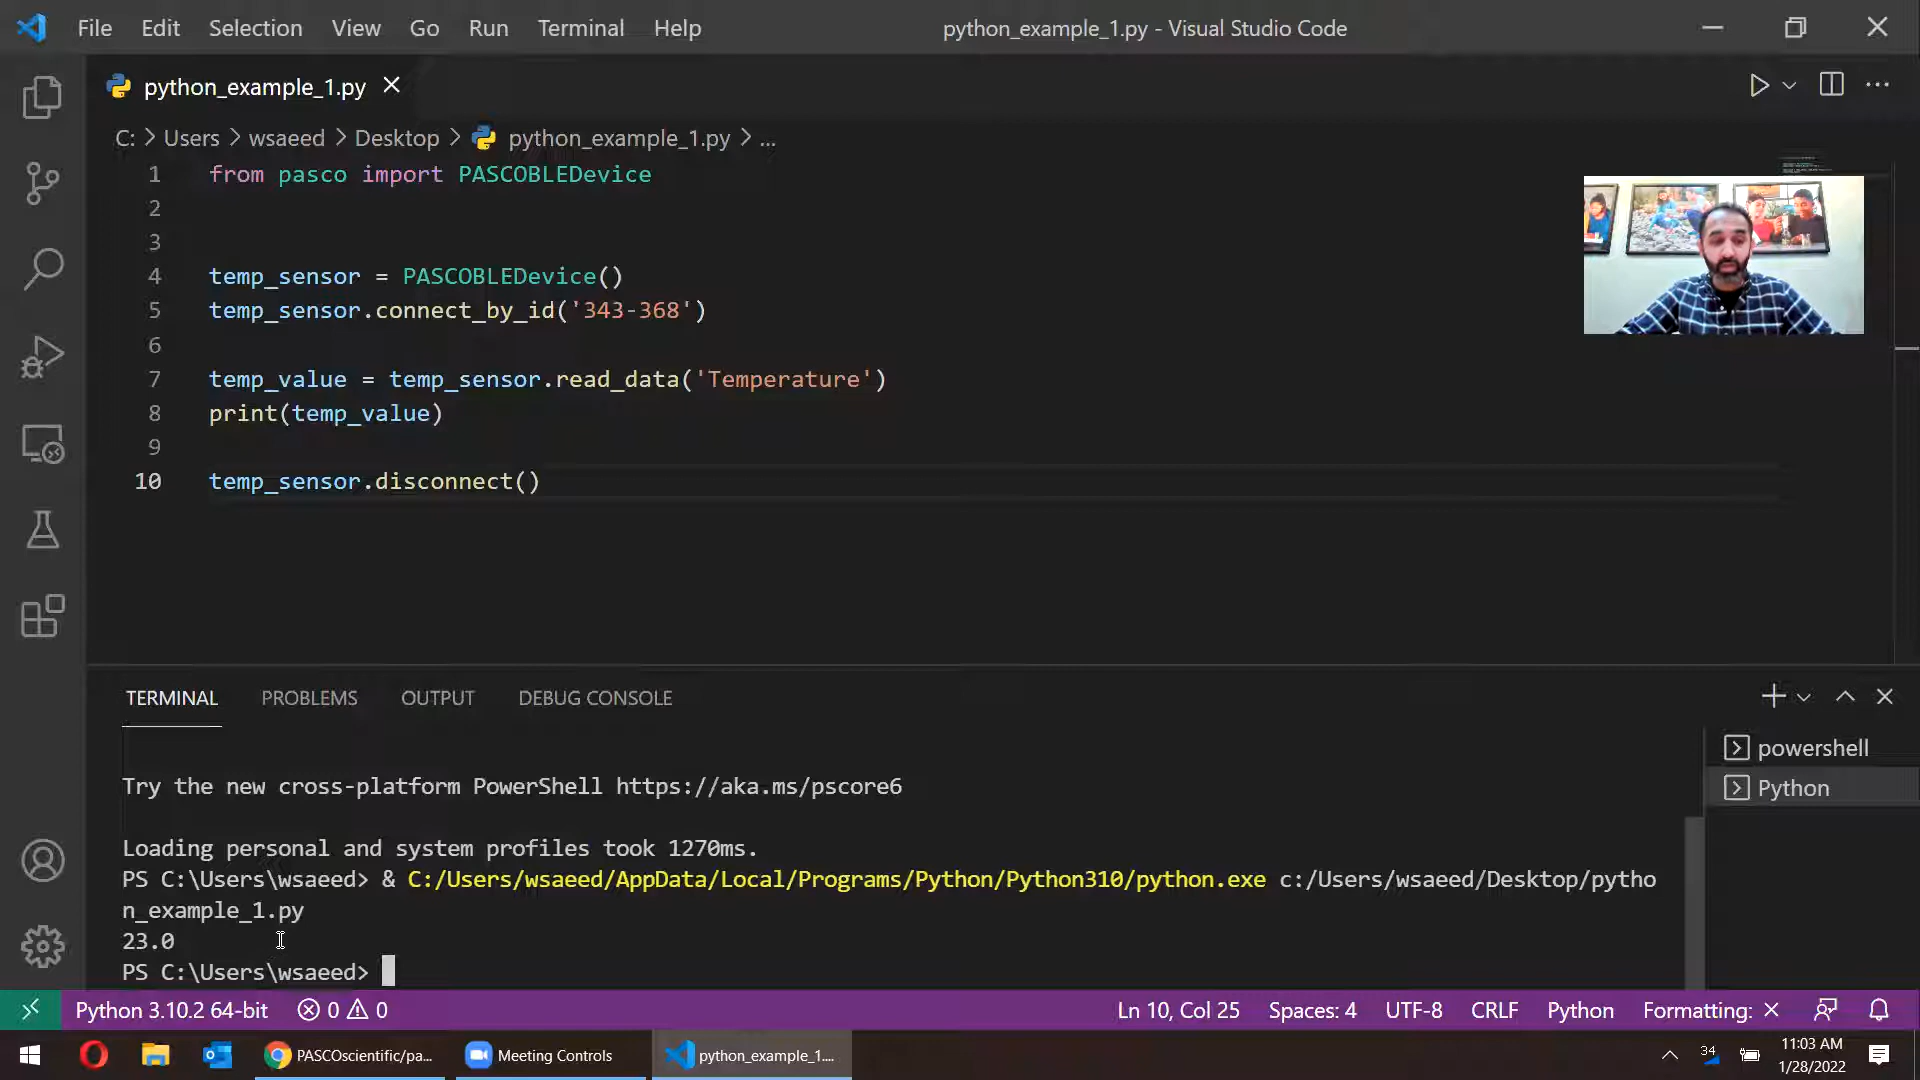 File Edit Selection View Go Run Terminal Help
python_example_1.py - Visual Studio Code
python_example_1.py
C: > Users > wsaeed > Desktop > python_example_1.py > ...
1 from pasco import PASCOBLEDevice
2
3
4 temp_sensor = PASCOBLEDevice()
5 temp_sensor.connect_by_id('343-368')
6
7 temp_value = temp_sensor.read_data('Temperature')
8 print(temp_value)
9
10 temp_sensor.disconnect()
TERMINAL PROBLEMS OUTPUT DEBUG CONSOLE
powershell
Python
Try the new cross-platform PowerShell https://aka.ms/pscore6
Loading personal and system profiles took 1270ms.
PS C:\Users\wsaeed> & C:/Users/wsaeed/AppData/Local/Programs/Python/Python310/python.exe c:/Users/wsaeed/Desktop/pytho
n_example_1.py
23.0
PS C:\Users\wsaeed>
Python 3.10.2 64-bit 0 0 Ln 10, Col 25 Spaces: 4 UTF-8 CRLF Python Formatting: ×
PASCOscientific/pa... Meeting Controls python_example_1.... 34 11:03 AM
1/28/2022